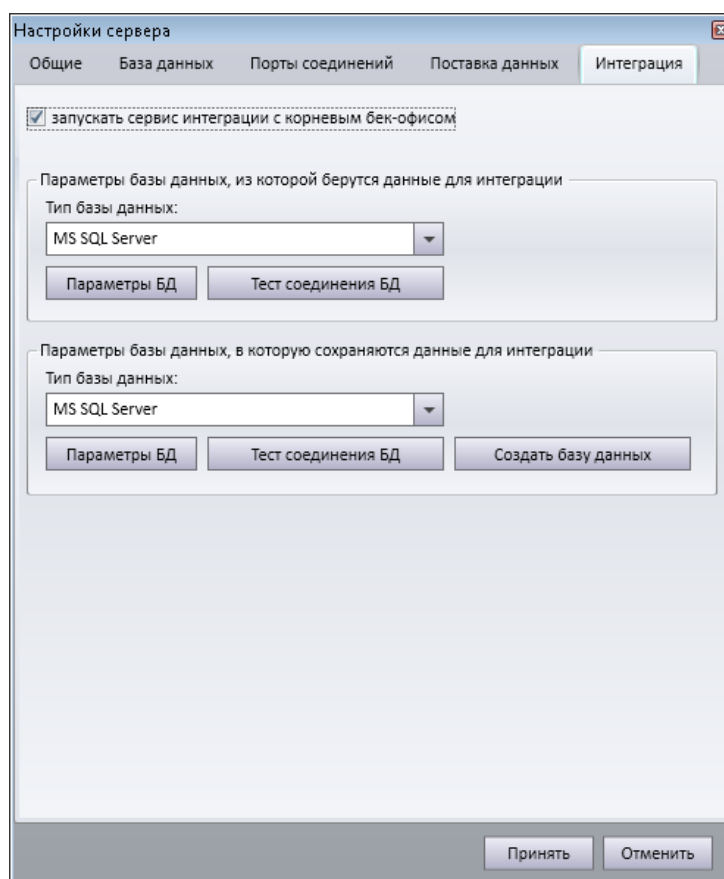 Настройки сервера
Общие База данных Порты соединений Поставка данных Интеграция
запускать сервис интеграции с корневым бек-офисом
Параметры базы данных, из которой берутся данные для интеграции
Тип базы данных:
MS SQL Server
Параметры БД Тест соединения БД
Параметры базы данных, в которую сохраняются данные для интеграции
Тип базы данных:
MS SQL Server
Параметры БД Тест соединения БД Создать базу данных
Принять Отменить